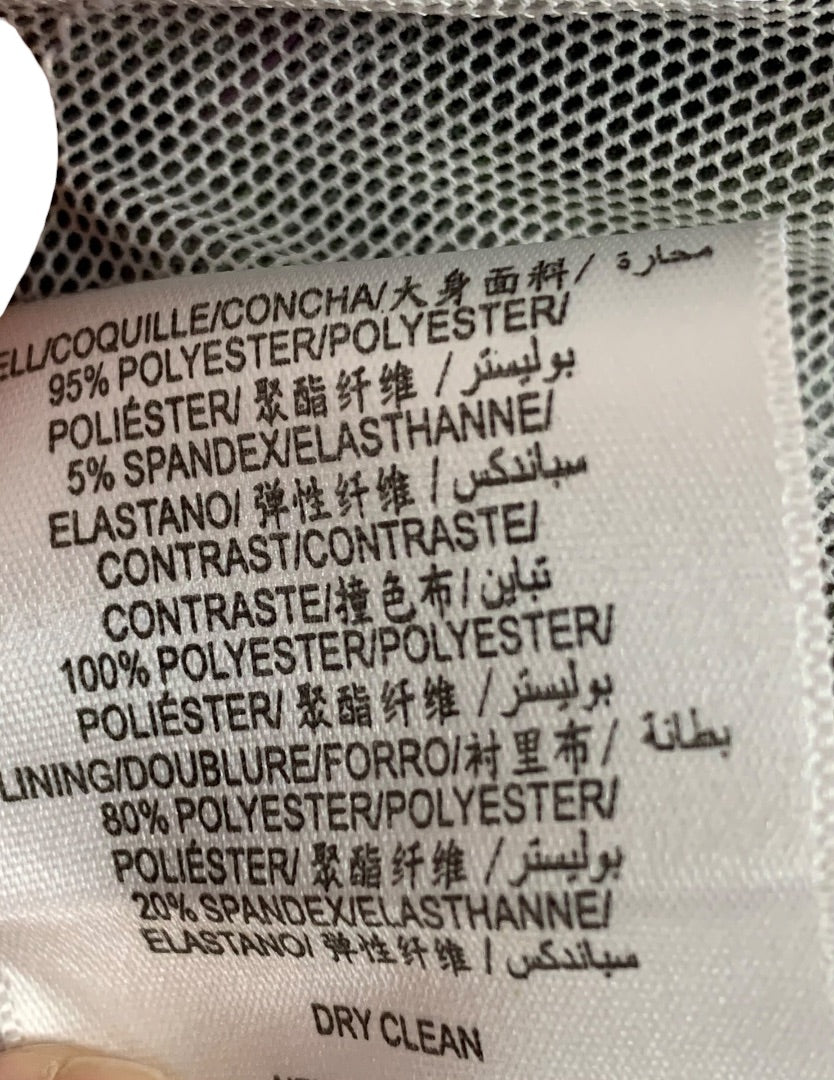 ELL/COQUILLE/CONCHA/大身面料/ محارة
95% POLYESTER/POLYESTER/
POLIÉSTER/ 聚酯纤维 / بوليستر
5% SPANDEX/ELASTHANNE/
ELASTANO/ 弹性纤维 / سباندكس
CONTRAST/CONTRASTE/
CONTRASTE/撞色布/ تباين
100% POLYESTER/POLYESTER/
POLIÉSTER/ 聚酯纤维 / بوليستر
LINING/DOUBLURE/FORRO/衬里布/ بطانة
80% POLYESTER/POLYESTER/
POLIÉSTER/ 聚酯纤维 / بوليستر
20% SPANDEX/ELASTHANNE/
ELASTANO/ 弹性纤维 / سباندكس
DRY CLEAN